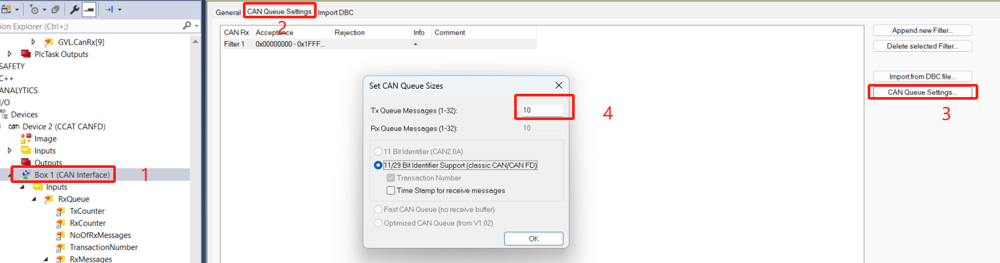 ion Explorer (Ctrl+;)
GVL.CanRx[9]
PlcTask Outputs
SAFETY
C++
ANALYTICS
I/O
Devices
Device 2 (CCAT CANFD)
Image
Inputs
Outputs
Box 1 (CAN Interface)
1
Inputs
RxQueue
TxCounter
RxCounter
NoOfRxMessages
TransactionNumber
RxMessages
General CAN Queue Settings Import DBC
2
CAN Rx Acceptance Rejection Info Comment
Filter 1 0x00000000 - 0x1FFF... +
Set CAN Queue Sizes
Tx Queue Messages (1-32): 10
4
Rx Queue Messages (1-32): 10
11 Bit Identifier (CAN2.0A)
11/29 Bit Identifier Support (classic CAN/CAN FD)
Transaction Number
Time Stamp for receive messages
Fast CAN Queue (no receive buffer)
Optimized CAN Queue (from V1.02)
OK
Append new Filter...
Delete selected Filter...
Import from DBC file...
CAN Queue Settings...
3